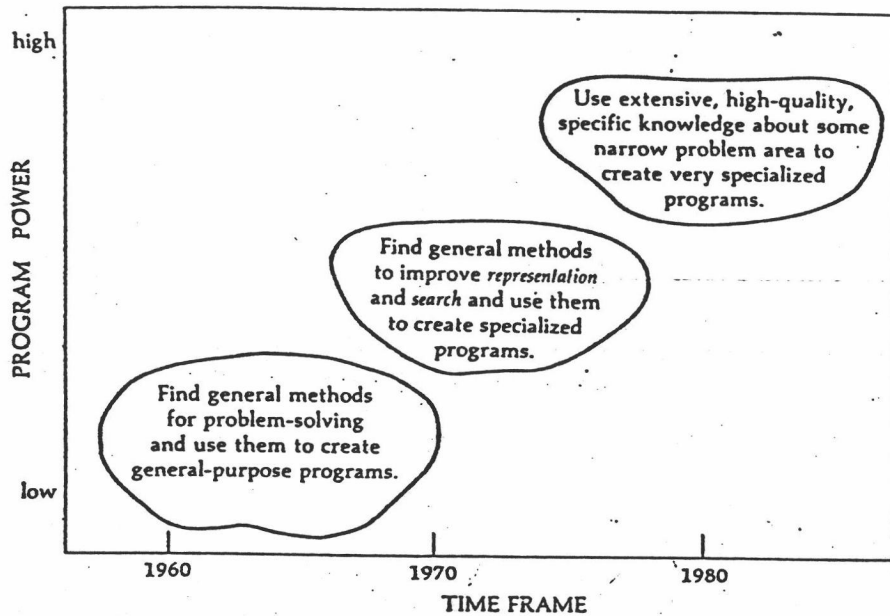 high
Use extensive, high-quality,
specific knowledge about some
narrow problem area to
create very specialized
programs.
PROGRAM POWER
Find general methods
to improve representation
and search and use them
to create specialized
programs.
Find general methods
for problem-solving
and use them to create
general-purpose programs.
low
1960
1970
1980
TIME FRAME